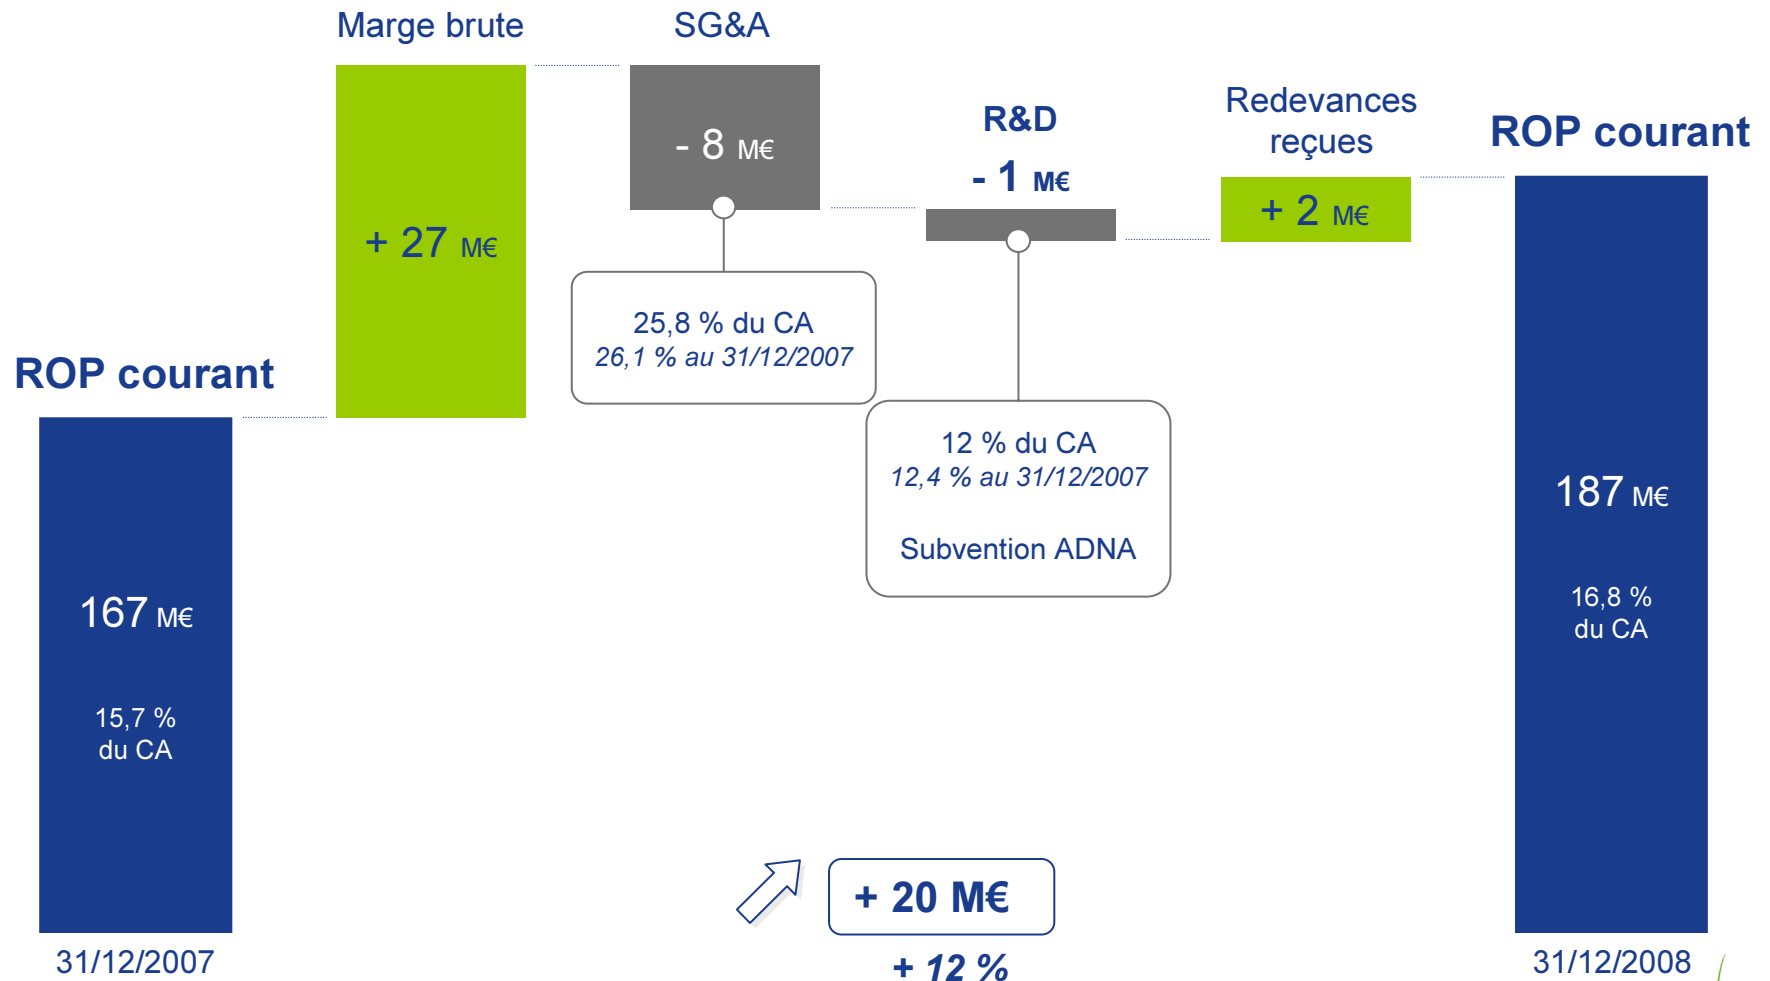 Marge brute
SG&A
+ 27 M€
- 8 M€
25,8 % du CA
26,1 % au 31/12/2007
R&D
- 1 M€
12 % du CA
12,4 % au 31/12/2007
Subvention ADNA
Redevances
reçues
+ 2 M€
ROP courant
167 M€
15,7 %
du CA
31/12/2007
ROP courant
187 M€
16,8 %
du CA
31/12/2008
+ 20 M€
+ 12 %